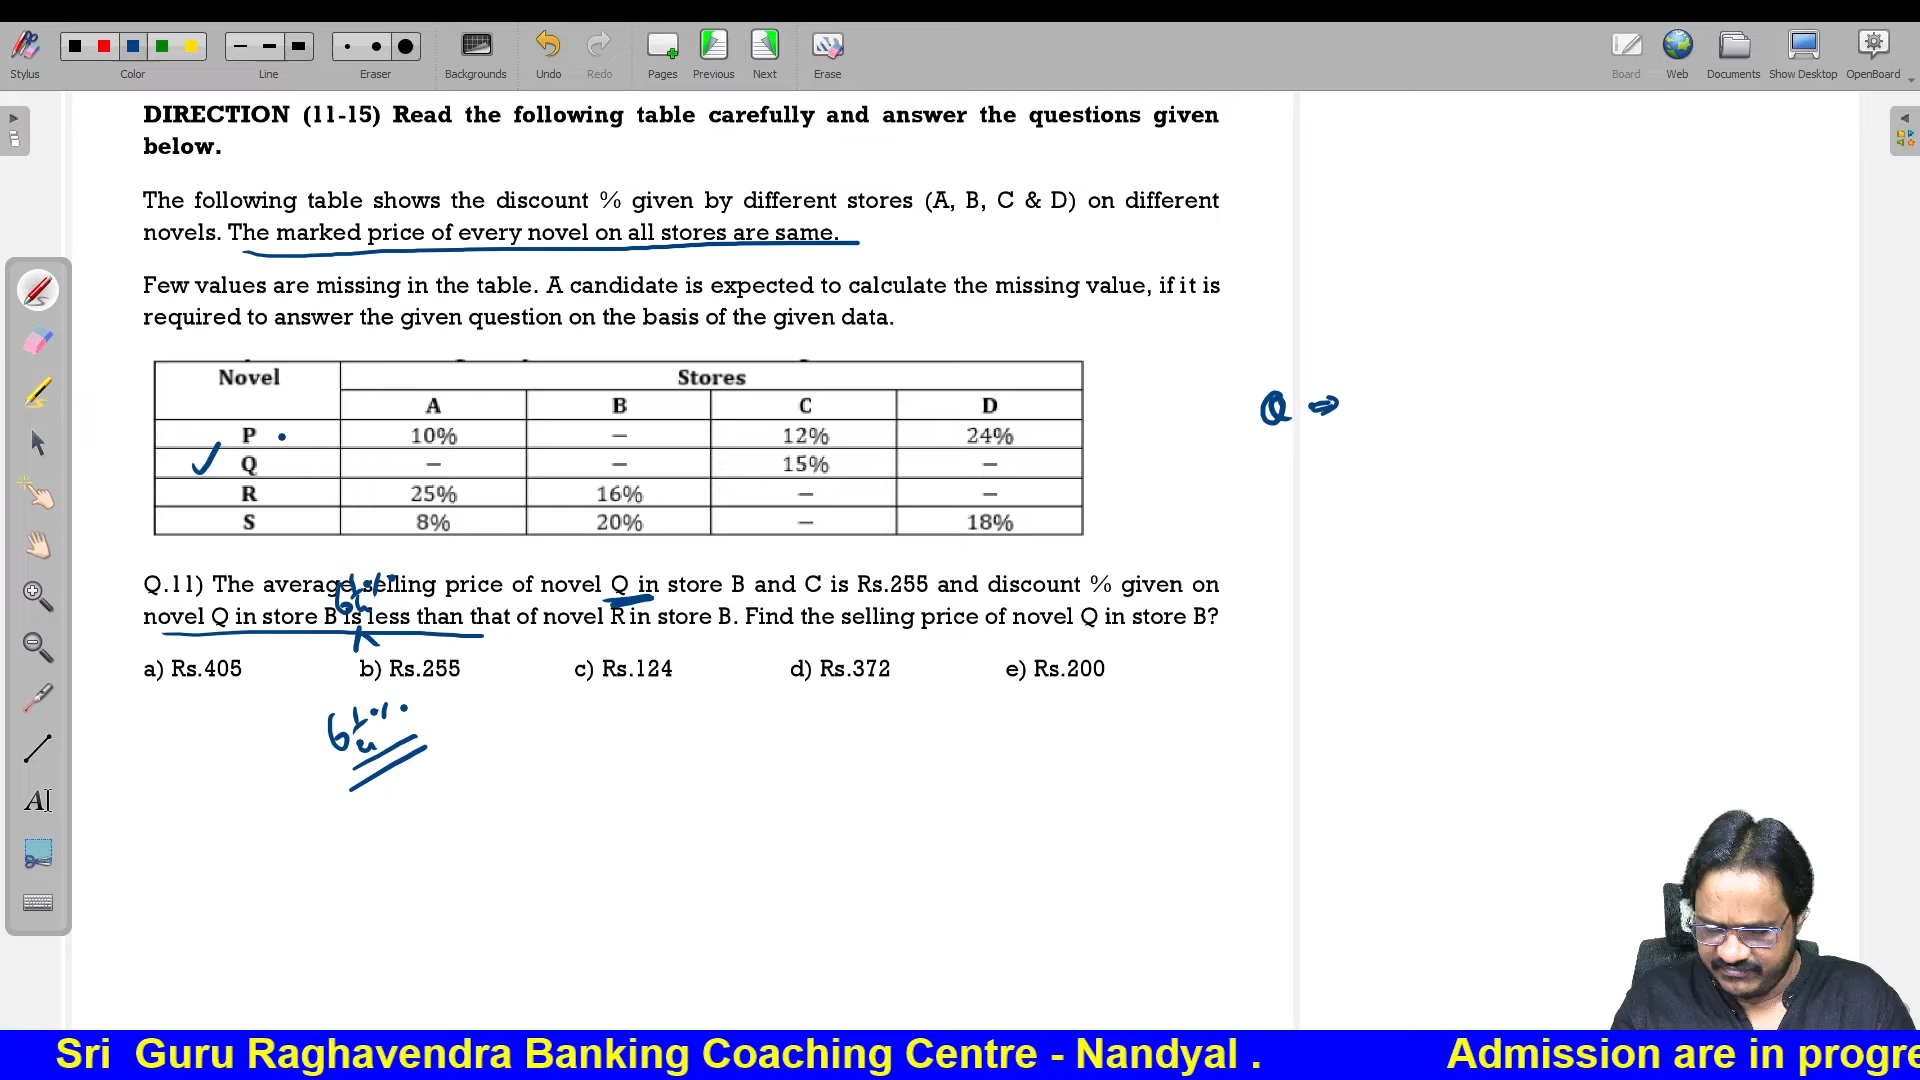 Stylus
Color
Line
Eraser
Backgrounds
Undo
Redo
Pages
Previous
Next
Erase
Board
Web
Documents
Show Desktop
OpenBoard
DIRECTION (11-15) Read the following table carefully and answer the questions given
below.
The following table shows the discount % given by different stores (A, B, C & D) on different
novels. The marked price of every novel on all stores are same.
Few values are missing in the table. A candidate is expected to calculate the missing value, if it is
required to answer the given question on the basis of the given data.
Novel Stores
A B C D
P 10% – 12% 24%
Q – – 15% –
R 25% 16% – –
S 8% 20% – 18%
Q ⇒
Q.11) The average selling price of novel Q in store B and C is Rs.255 and discount % given on
novel Q in store B is less than that of novel R in store B. Find the selling price of novel Q in store B?
a) Rs.405 b) Rs.255 c) Rs.124 d) Rs.372 e) Rs.200
Sri Guru Raghavendra Banking Coaching Centre - Nandyal . Admission are in progre